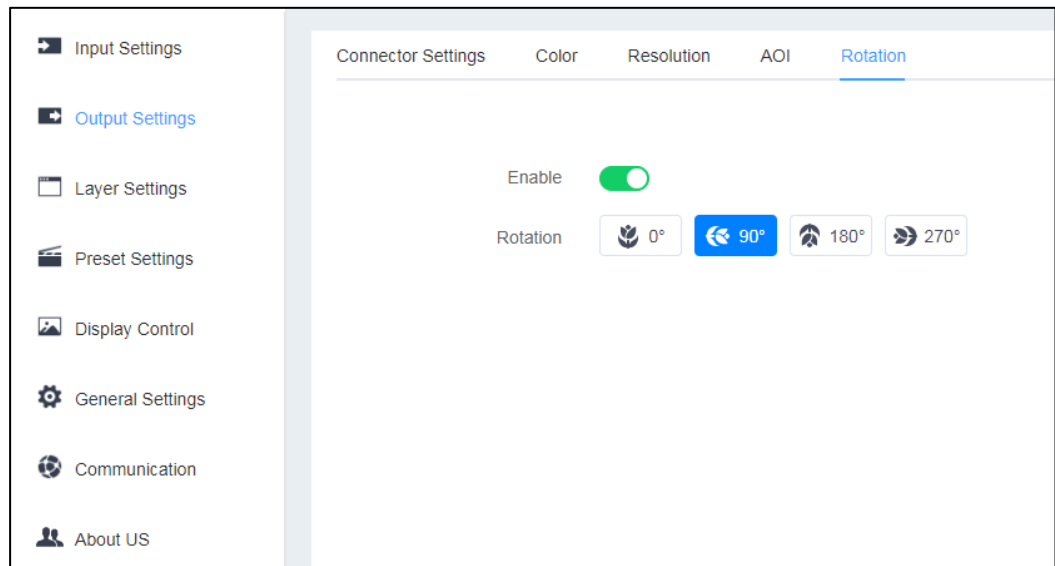 Input Settings
Output Settings
Layer Settings
Preset Settings
Display Control
General Settings
Communication
About US
Connector Settings Color Resolution AOI Rotation
Enable
Rotation 0° 90° 180° 270°